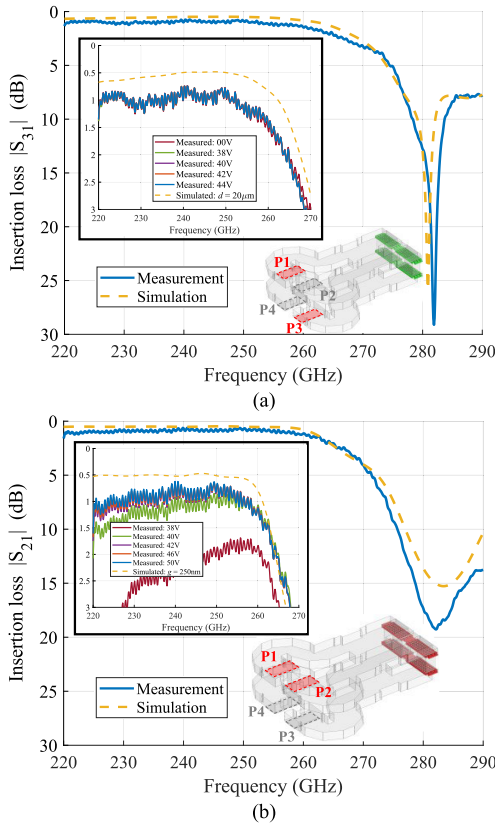 0
5
10
15
20
25
30
Insertion loss |S31| (dB)
0
0.5
1
1.5
2
2.5
3
Measured: 00V
Measured: 38V
Measured: 40V
Measured: 42V
Measured: 44V
Simulated: d = 20μm
220 230 240 250 260 270
Frequency (GHz)
Measurement
Simulation
P1
P2
P4
P3
220 230 240 250 260 270 280 290
Frequency (GHz)
(a)
0
5
10
15
20
25
30
Insertion loss |S21| (dB)
0
0.5
1
1.5
2
2.5
3
Measured: 38V
Measured: 40V
Measured: 42V
Measured: 46V
Measured: 50V
Simulated: g = 250nm
220 230 240 250 260 270
Frequency (GHz)
Measurement
Simulation
P1
P2
P4
P3
220 230 240 250 260 270 280 290
Frequency (GHz)
(b)